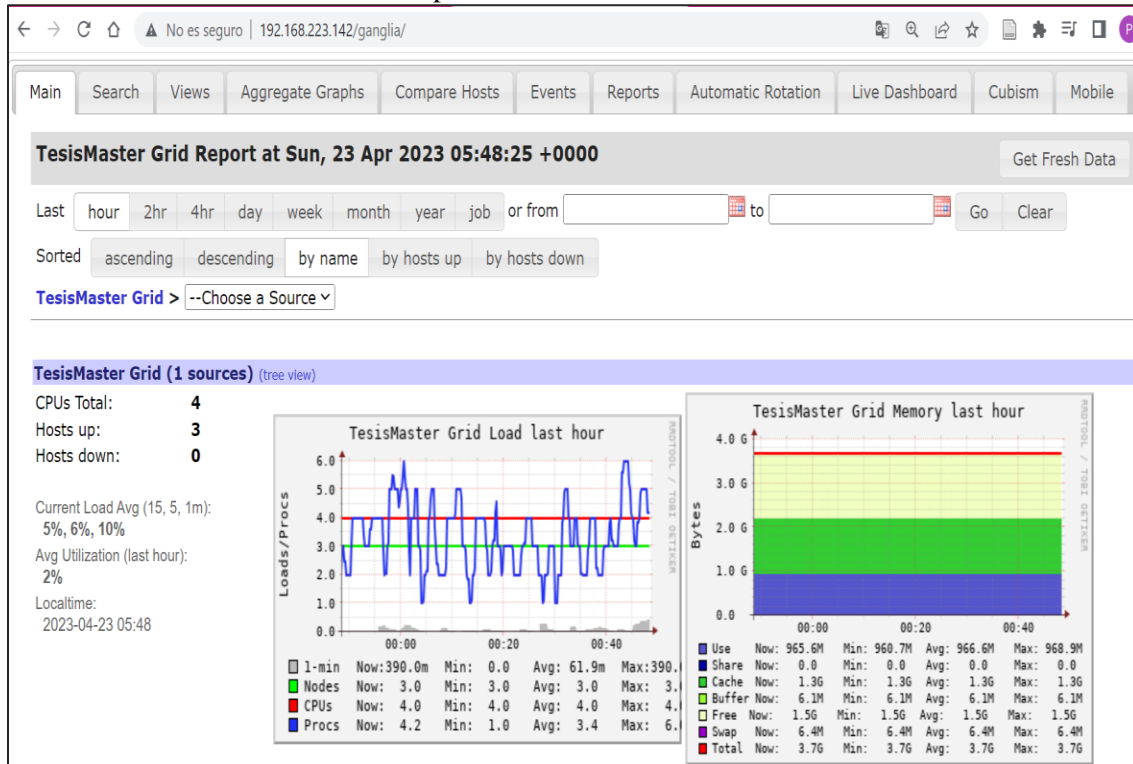 No es seguro | 192.168.223.142/ganglia/
Main Search Views Aggregate Graphs Compare Hosts Events Reports Automatic Rotation Live Dashboard Cubism Mobile
TesisMaster Grid Report at Sun, 23 Apr 2023 05:48:25 +0000
Get Fresh Data
Last hour 2hr 4hr day week month year job or from to Go Clear
Sorted ascending descending by name by hosts up by hosts down
TesisMaster Grid > --Choose a Source
TesisMaster Grid (1 sources) (tree view)
CPUs Total: 4
Hosts up: 3
Hosts down: 0
Current Load Avg (15, 5, 1m):
5%, 6%, 10%
Avg Utilization (last hour):
2%
Localtime:
2023-04-23 05:48
TesisMaster Grid Load last hour
RRDTOOL / TOBI OETIKER
Loads/Procs
6.0
5.0
4.0
3.0
2.0
1.0
0.0
00:00 00:20 00:40
1-min Now:390.0m Min: 0.0 Avg: 61.9m Max:390.
Nodes Now: 3.0 Min: 3.0 Avg: 3.0 Max: 3.
CPUs Now: 4.0 Min: 4.0 Avg: 4.0 Max: 4.
Procs Now: 4.2 Min: 1.0 Avg: 3.4 Max: 6.
TesisMaster Grid Memory last hour
RRDTOOL / TOBI OETIKER
Bytes
4.0 G
3.0 G
2.0 G
1.0 G
0.0
00:00 00:20 00:40
Use Now: 965.6M Min: 960.7M Avg: 966.6M Max: 968.9M
Share Now: 0.0 Min: 0.0 Avg: 0.0 Max: 0.0
Cache Now: 1.3G Min: 1.3G Avg: 1.3G Max: 1.3G
Buffer Now: 6.1M Min: 6.1M Avg: 6.1M Max: 6.1M
Free Now: 1.5G Min: 1.5G Avg: 1.5G Max: 1.5G
Swap Now: 6.4M Min: 6.4M Avg: 6.4M Max: 6.4M
Total Now: 3.7G Min: 3.7G Avg: 3.7G Max: 3.7G